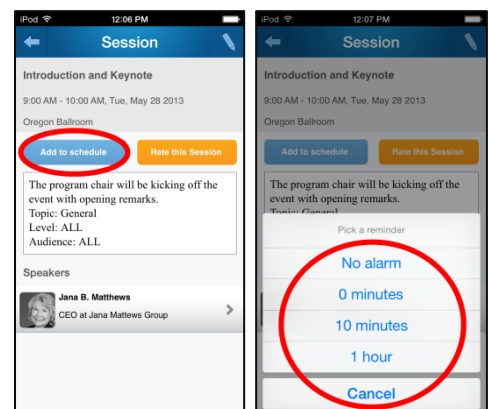 iPod 12:06 PM
Session
Introduction and Keynote
9:00 AM - 10:00 AM, Tue, May 28 2013
Oregon Ballroom
Add to schedule Rate this Session
The program chair will be kicking off the
event with opening remarks.
Topic: General
Level: ALL
Audience: ALL
Speakers
Jana B. Matthews
CEO at Jana Mattews Group
iPod 12:07 PM
Session
Introduction and Keynote
9:00 AM - 10:00 AM, Tue, May 28 2013
Oregon Ballroom
Add to schedule Rate this Session
The program chair will be kicking off the
event with opening remarks.
Topic: General
Pick a reminder
No alarm
0 minutes
10 minutes
1 hour
Cancel